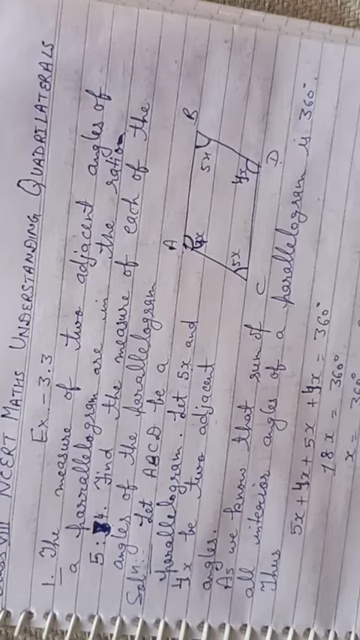 Class VIII NCERT MATHS UNDERSTANDING QUADRILATERALS
Ex. - 3.3
1. The measure of two adjacent angles of
a parrallelogram are in the ratio
5:4. Find the measure of each of the
angles of the parallelogram
Soln: Let ABCD be a
parallelogram. Let 5x and
4x be two adjacent
angles.
A
B
4x
5x
5x
4x
C
D
As we know that sum of
all interior angles of a parallelogram is 360°.
Thus
5x + 4x + 5x + 4x = 360°
18x = 360°
x = 360°